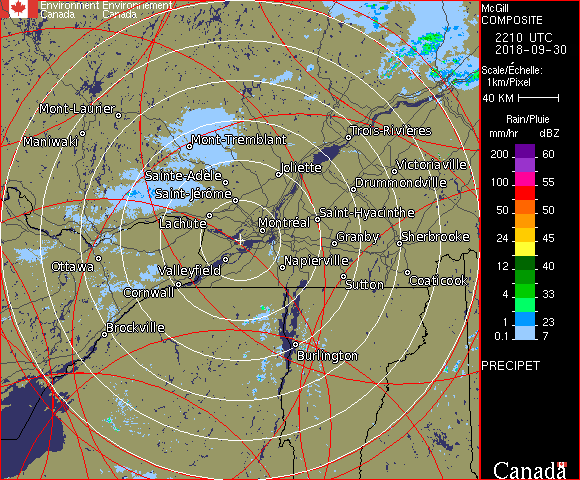 Environment Environnement
Canada Canada
McGill
COMPOSITE
2210 UTC
2018-09-30
Scale/Échelle:
1km/Pixel
40 KM
Rain/Pluie
mm/hr dBZ
200 60
150 57
100 55
50 50
24 45
12 40
4 33
1 23
0.1 7
PRECIPET
Canada
Mont-Laurier
Maniwaki
Mont-Tremblant
Trois-Rivières
Victoriaville
Joliette
Sainte-Adèle
Drummondville
Saint-Jérôme
Lachute
Saint-Hyacinthe
Montréal
Granby
Sherbrooke
Ottawa
Valleyfield
Napierville
Cornwall
Sutton
Coaticook
Brockville
Burlington